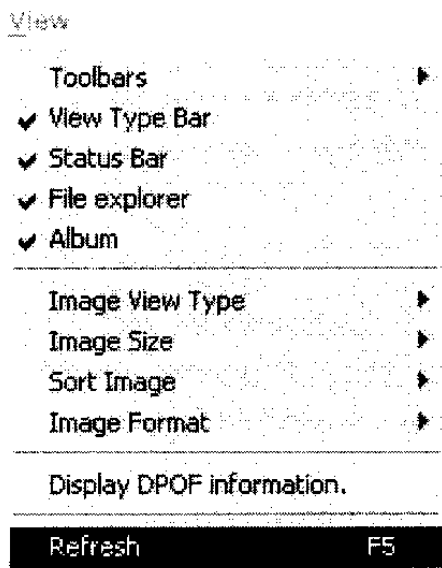 View
Toolbars
View Type Bar
Status Bar
File explorer
Album
Image View Type
Image Size
Sort Image
Image Format
Display DPOF information.
Refresh F5